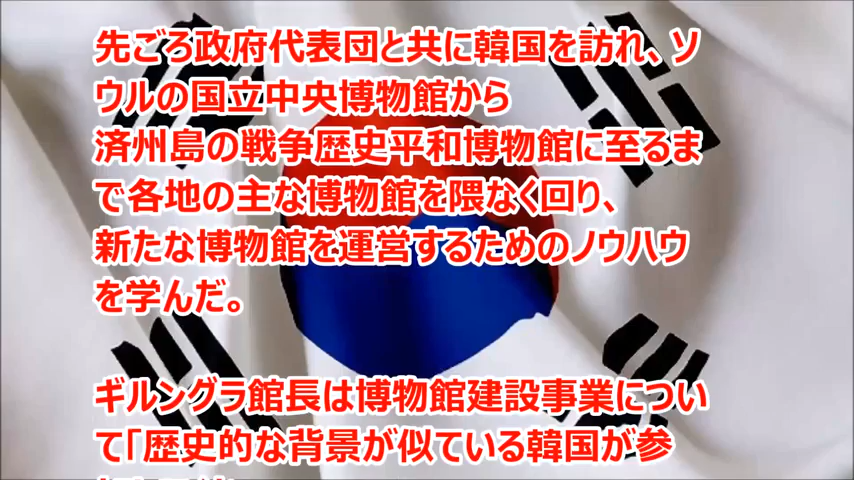 先ごろ政府代表団と共に韓国を訪れ、ソ
ウルの国立中央博物館から
済州島の戦争歴史平和博物館に至るま
で各地の主な博物館を隈なく回り、
新たな博物館を運営するためのノウハウ
を学んだ。
ギルングラ館長は博物館建設事業につい
て「歴史的な背景が似ている韓国が参